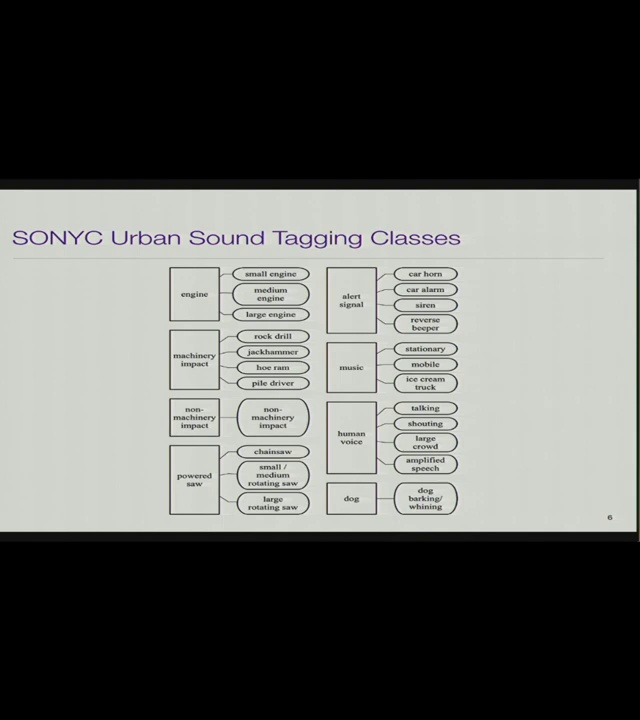 SONYC Urban Sound Tagging Classes
engine
small engine
medium
engine
large engine
machinery
impact
rock drill
jackhammer
hoe ram
pile driver
non-
machinery
impact
non-
machinery
impact
powered
saw
chainsaw
small /
medium
rotating saw
large
rotating saw
alert
signal
car horn
car alarm
siren
reverse
beeper
music
stationary
mobile
ice cream
truck
human
voice
talking
shouting
large
crowd
amplified
speech
dog
dog
barking/
whining
6